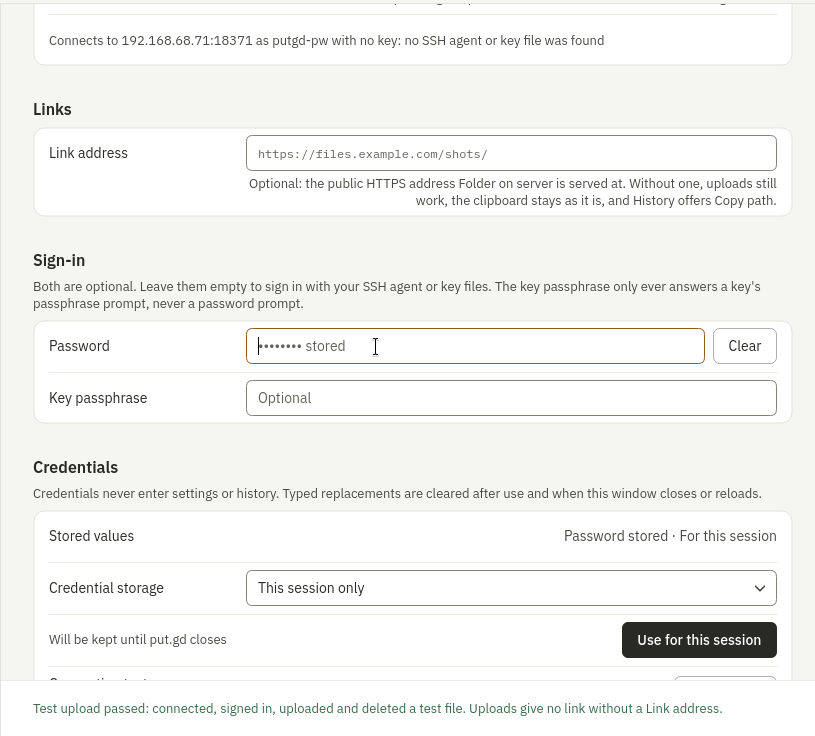 Connects to 192.168.68.71:18371 as putgd-pw with no key: no SSH agent or key file was found
Links
Link address
https://files.example.com/shots/
Optional: the public HTTPS address Folder on server is served at. Without one, uploads still
work, the clipboard stays as it is, and History offers Copy path.
Sign-in
Both are optional. Leave them empty to sign in with your SSH agent or key files. The key passphrase only ever answers a key's
passphrase prompt, never a password prompt.
Password
•••••••• stored
Clear
Key passphrase
Optional
Credentials
Credentials never enter settings or history. Typed replacements are cleared after use and when this window closes or reloads.
Stored values
Password stored · For this session
Credential storage
This session only
Will be kept until put.gd closes
Use for this session
Test upload passed: connected, signed in, uploaded and deleted a test file. Uploads give no link without a Link address.